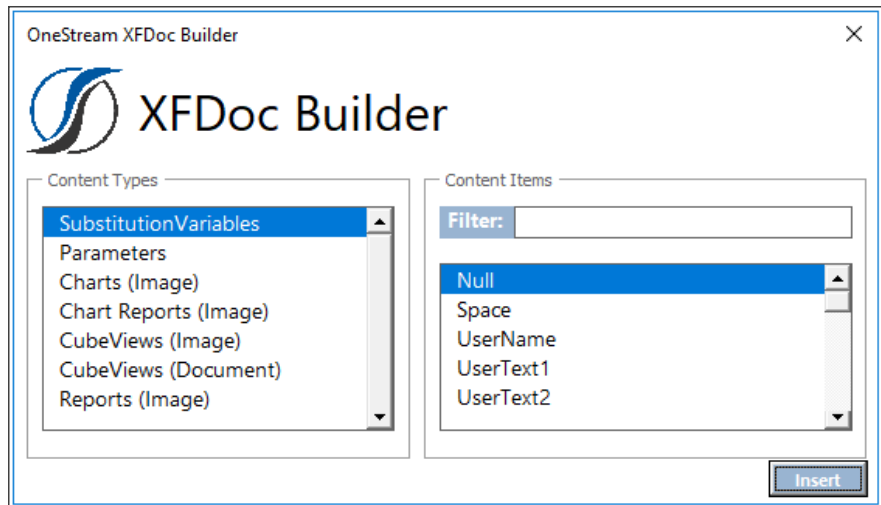 OneStream XFDoc Builder
XFDoc Builder
Content Types
SubstitutionVariables
Parameters
Charts (Image)
Chart Reports (Image)
CubeViews (Image)
CubeViews (Document)
Reports (Image)
Content Items
Filter:
Null
Space
UserName
UserText1
UserText2
Insert